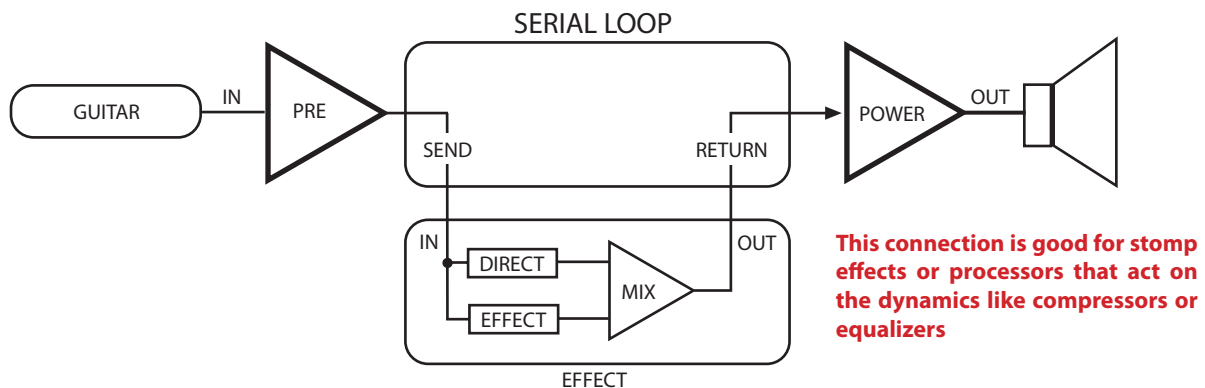 SERIAL LOOP
GUITAR
IN
PRE
SEND
RETURN
POWER
OUT
IN
OUT
DIRECT
EFFECT
MIX
EFFECT
This connection is good for stomp
effects or processors that act on
the dynamics like compressors or
equalizers